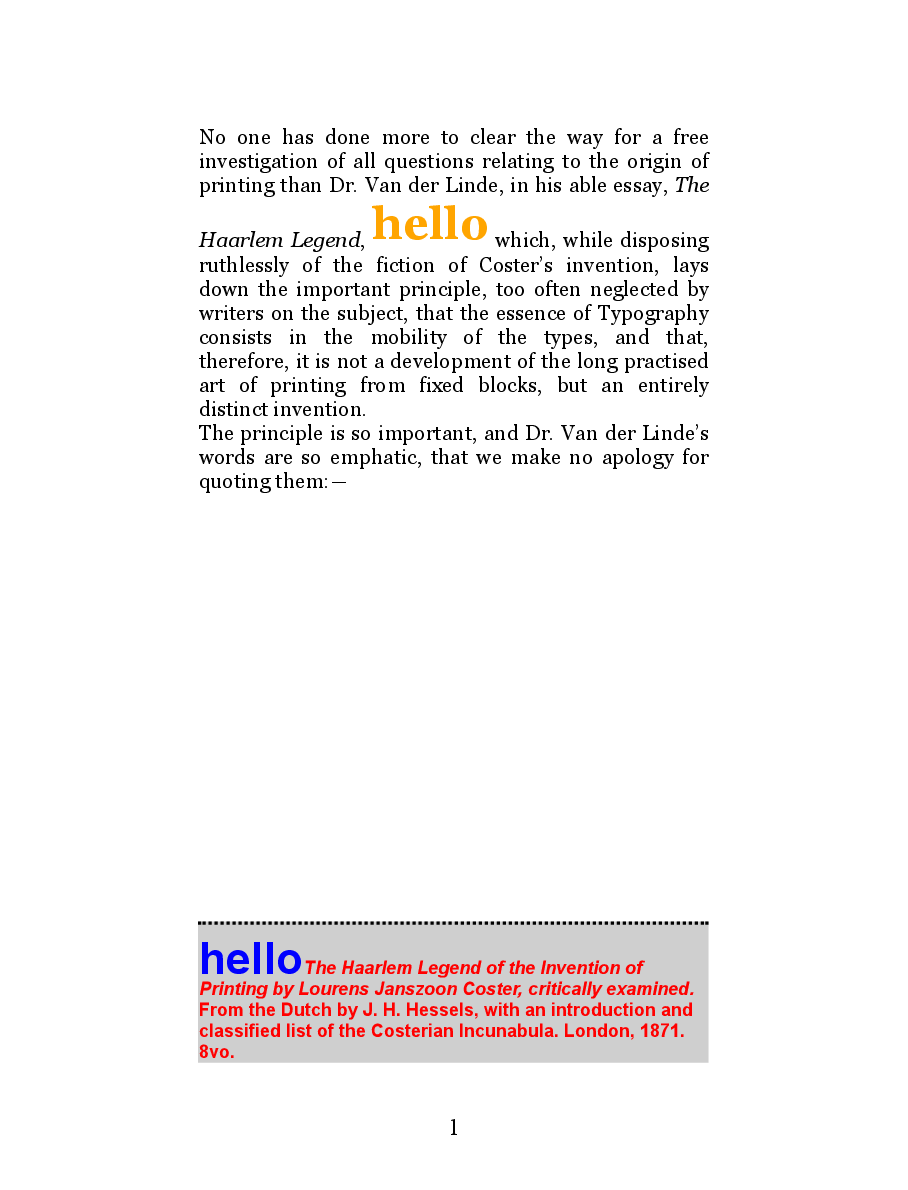 No one has done more to clear the way for a free
investigation of all questions relating to the origin of
printing than Dr. Van der Linde, in his able essay, The
Haarlem Legend, hello which, while disposing
ruthlessly of the fiction of Coster’s invention, lays
down the important principle, too often neglected by
writers on the subject, that the essence of Typography
consists in the mobility of the types, and that,
therefore, it is not a development of the long practised
art of printing from fixed blocks, but an entirely
distinct invention.
The principle is so important, and Dr. Van der Linde’s
words are so emphatic, that we make no apology for
quoting them:—
hello The Haarlem Legend of the Invention of
Printing by Lourens Janszoon Coster, critically examined.
From the Dutch by J. H. Hessels, with an introduction and
classified list of the Costerian Incunabula. London, 1871.
8vo.
1